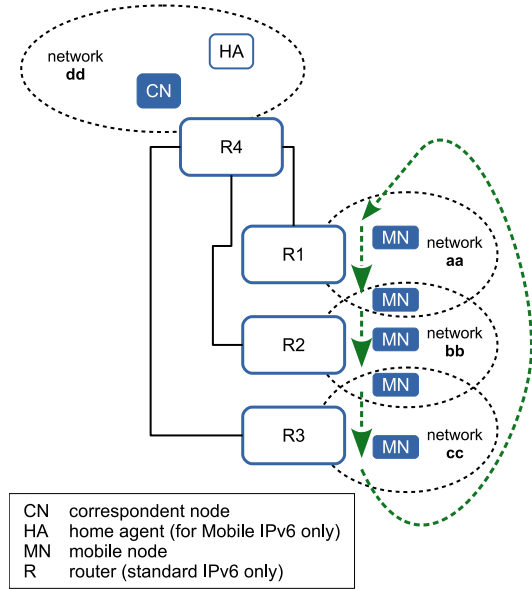 network
dd
HA
CN
R4
R1
MN
network
aa
MN
R2
MN
network
bb
MN
R3
MN
network
cc
CN correspondent node
HA home agent (for Mobile IPv6 only)
MN mobile node
R router (standard IPv6 only)